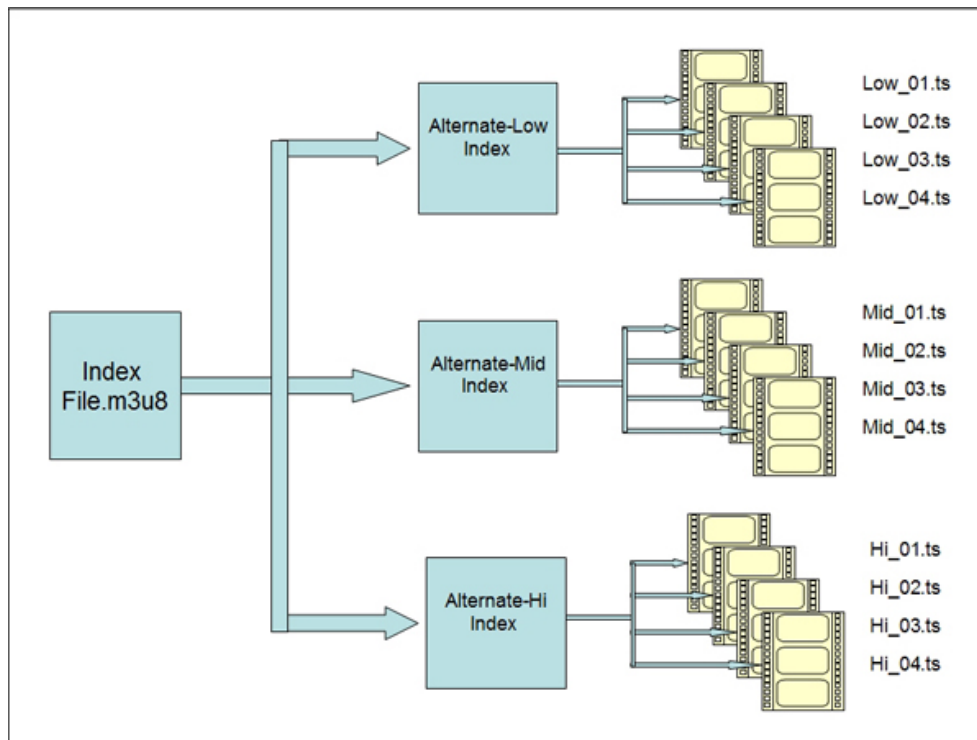 Index
File.m3u8
Alternate-Low
Index
Low_01.ts
Low_02.ts
Low_03.ts
Low_04.ts
Alternate-Mid
Index
Mid_01.ts
Mid_02.ts
Mid_03.ts
Mid_04.ts
Alternate-Hi
Index
Hi_01.ts
Hi_02.ts
Hi_03.ts
Hi_04.ts